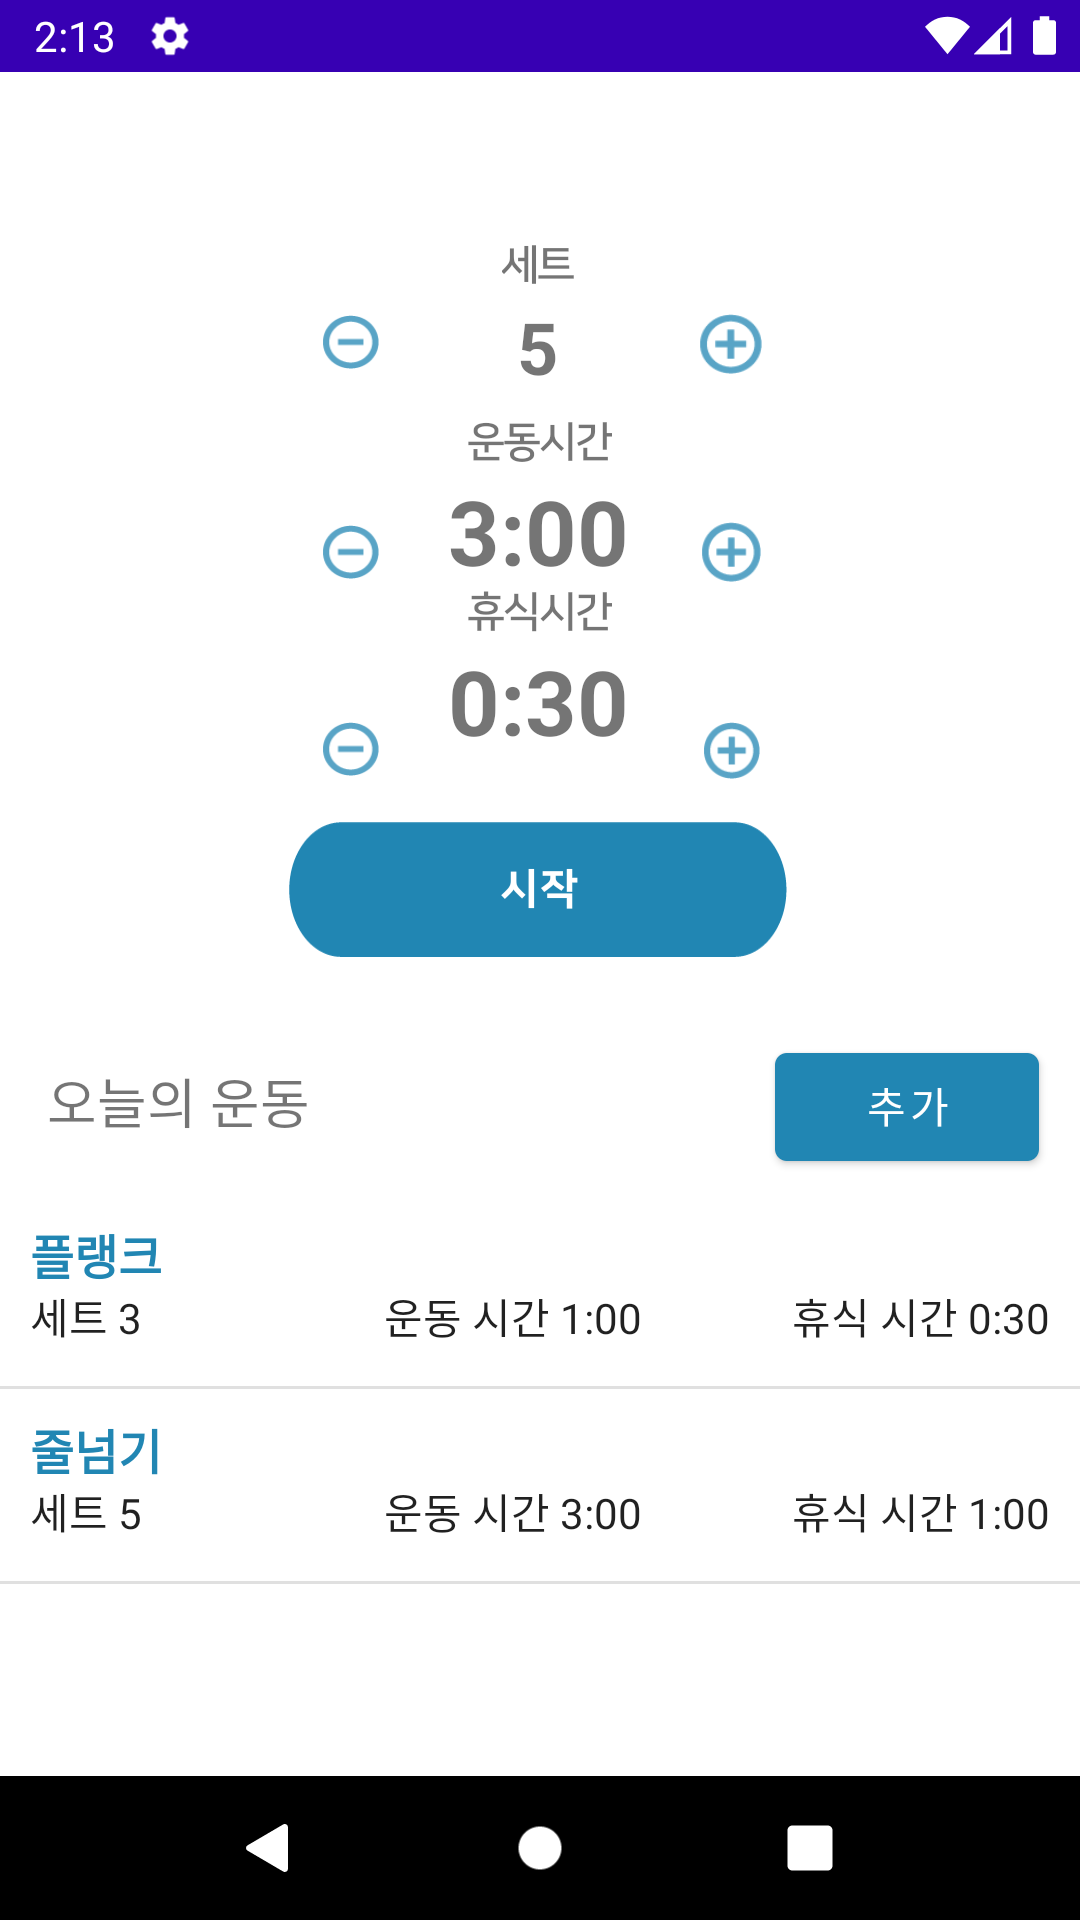 2:13
세트
5
운동시간
3:00
휴식시간
0:30
시작
오늘의 운동
추가
플랭크
세트 3 운동 시간 1:00 휴식 시간 0:30
줄넘기
세트 5 운동 시간 3:00 휴식 시간 1:00